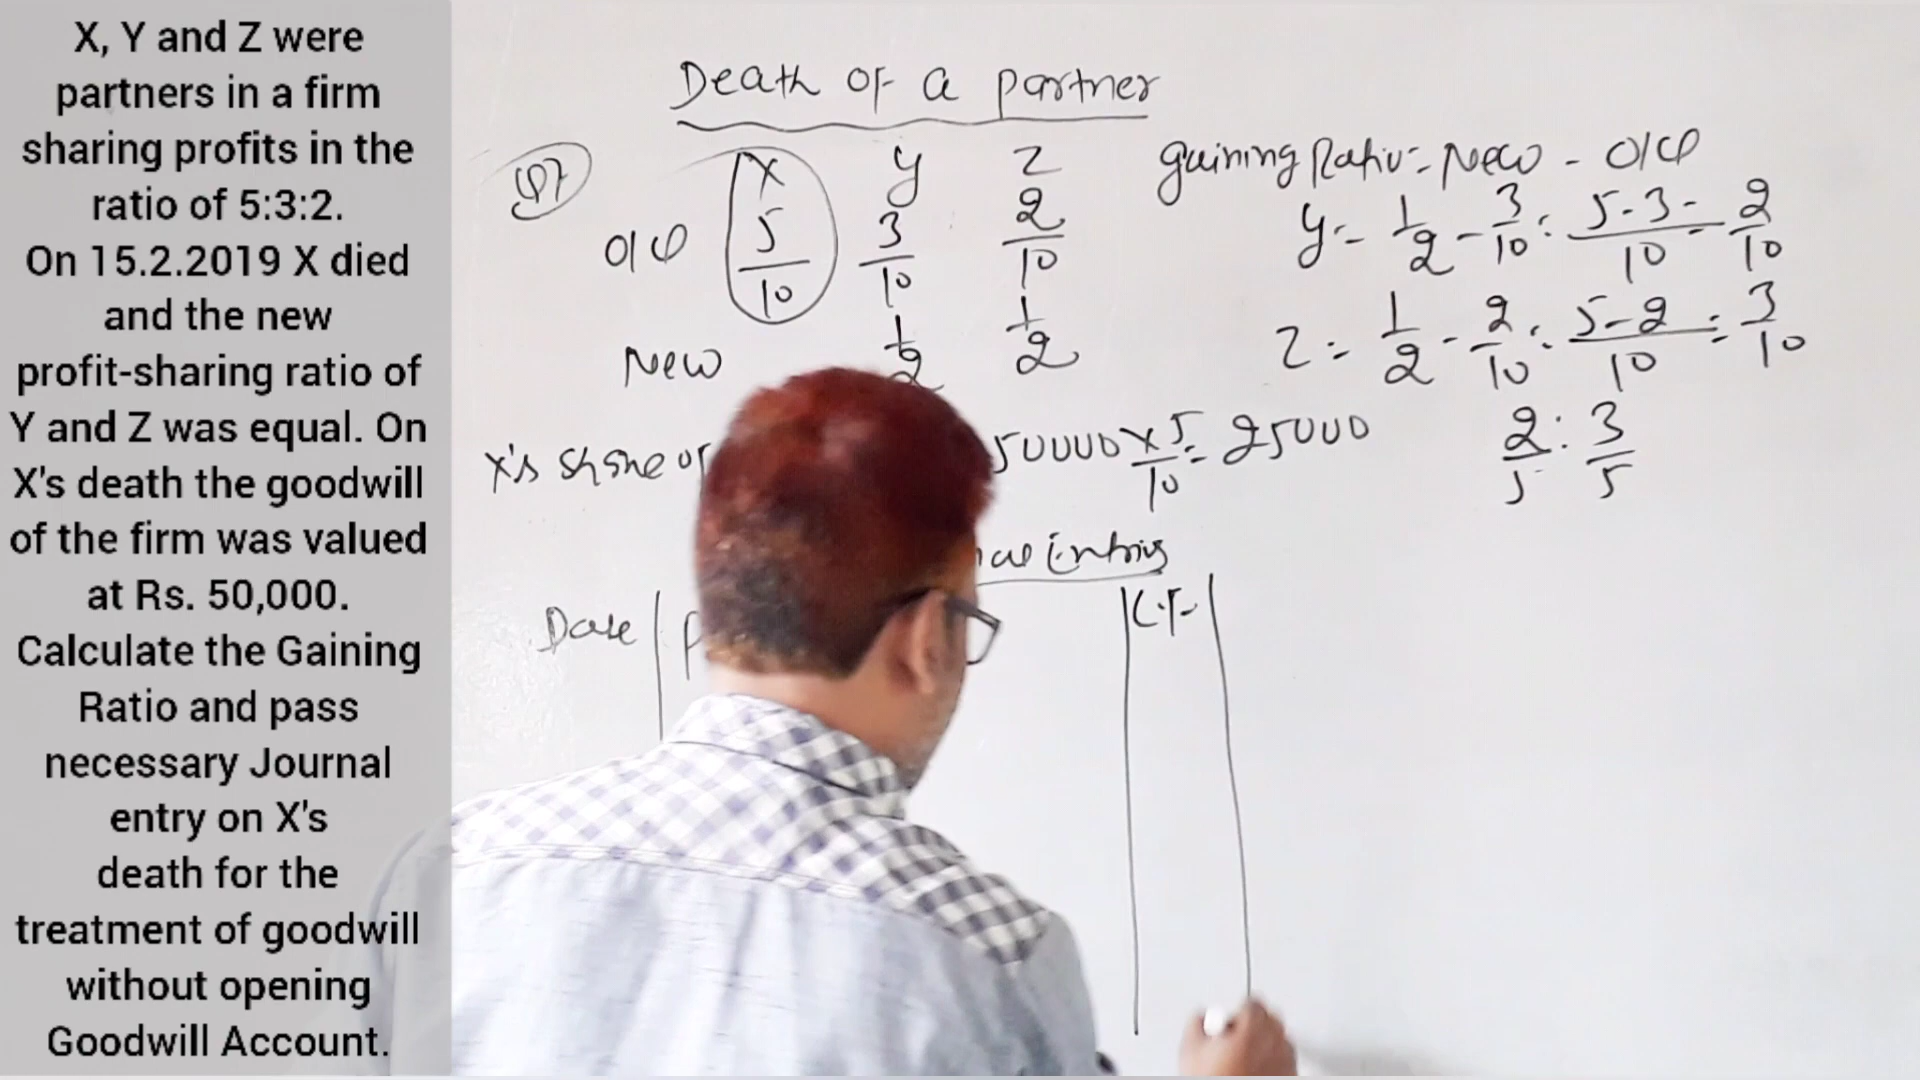 X, Y and Z were
partners in a firm
sharing profits in the
ratio of 5:3:2.
On 15.2.2019 X died
and the new
profit-sharing ratio of
Y and Z was equal. On
X's death the goodwill
of the firm was valued
at Rs. 50,000.
Calculate the Gaining
Ratio and pass
necessary Journal
entry on X's
death for the
treatment of goodwill
without opening
Goodwill Account.
Death of a partner
X Y Z
old 5/10 3/10 2/10
New 1/2 1/2
gaining Ratio = New - old
Y = 1/2 - 3/10 = 5-3/10 = 2/10
Z = 1/2 - 2/10 = 5-2/10 = 3/10
2/5 : 3/5
X's share of 50000 x 5/10 = 25000
Entries
Date L.F.